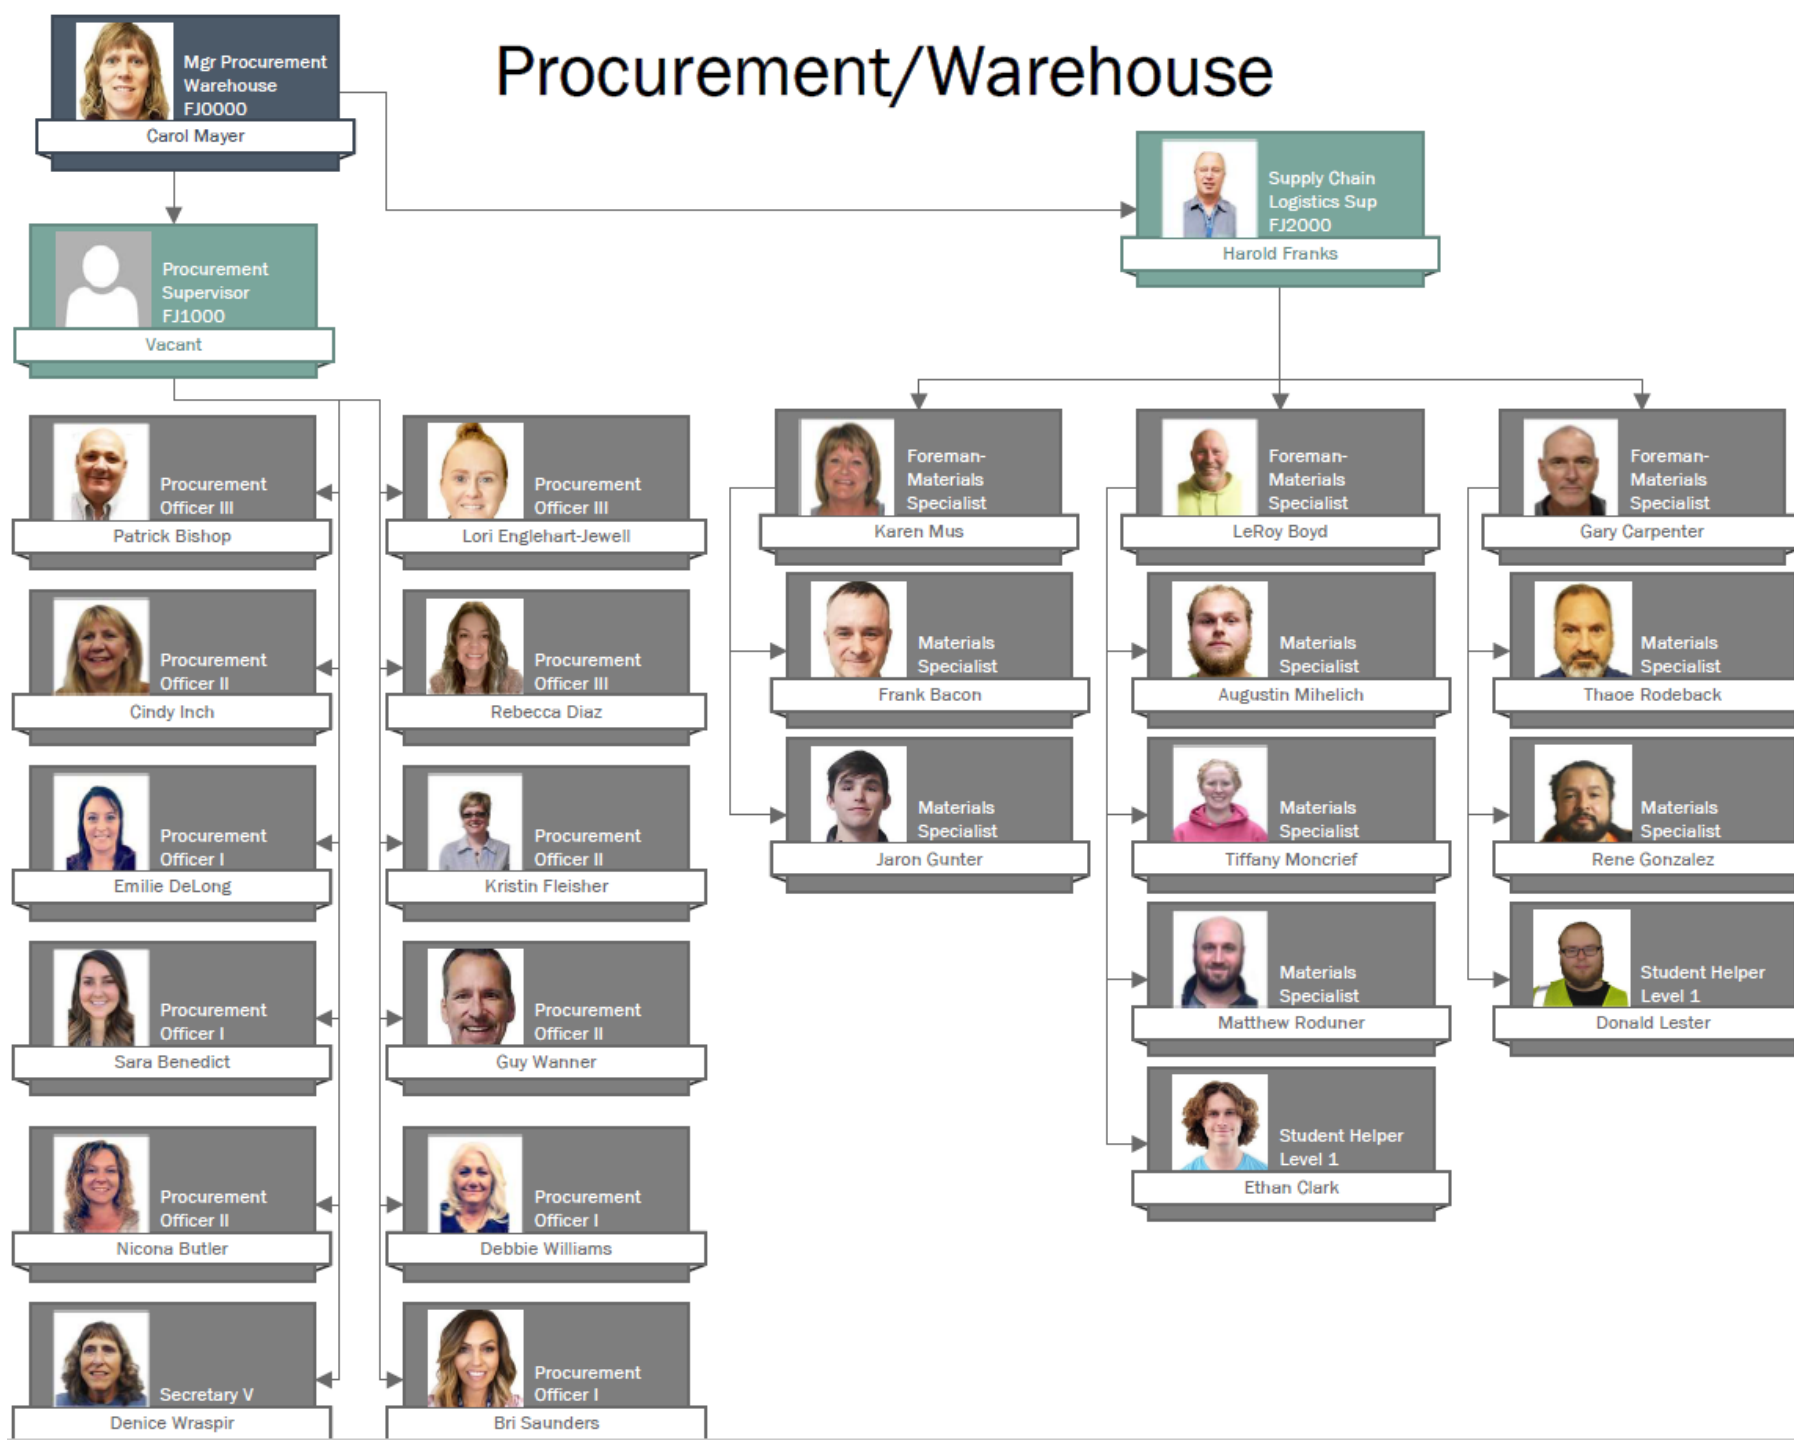 Procurement/Warehouse
Mgr Procurement
Warehouse
FJ0000
Carol Mayer
Supply Chain
Logistics Sup
FJ2000
Harold Franks
Procurement
Supervisor
FJ1000
Vacant
Procurement
Officer III
Patrick Bishop
Procurement
Officer III
Lori Englehart-Jewell
Procurement
Officer II
Cindy Inch
Procurement
Officer III
Rebecca Diaz
Procurement
Officer I
Emilie DeLong
Procurement
Officer II
Kristin Fleisher
Procurement
Officer I
Sara Benedict
Procurement
Officer II
Guy Wanner
Procurement
Officer II
Nicona Butler
Procurement
Officer I
Debbie Williams
Secretary V
Denice Wraspir
Procurement
Officer I
Bri Saunders
Foreman-
Materials
Specialist
Karen Mus
Materials
Specialist
Frank Bacon
Materials
Specialist
Jaron Gunter
Foreman-
Materials
Specialist
LeRoy Boyd
Materials
Specialist
Augustin Mihelich
Materials
Specialist
Tiffany Moncrief
Materials
Specialist
Matthew Roduner
Student Helper
Level 1
Ethan Clark
Foreman-
Materials
Specialist
Gary Carpenter
Materials
Specialist
Thaoe Rodeback
Materials
Specialist
Rene Gonzalez
Student Helper
Level 1
Donald Lester